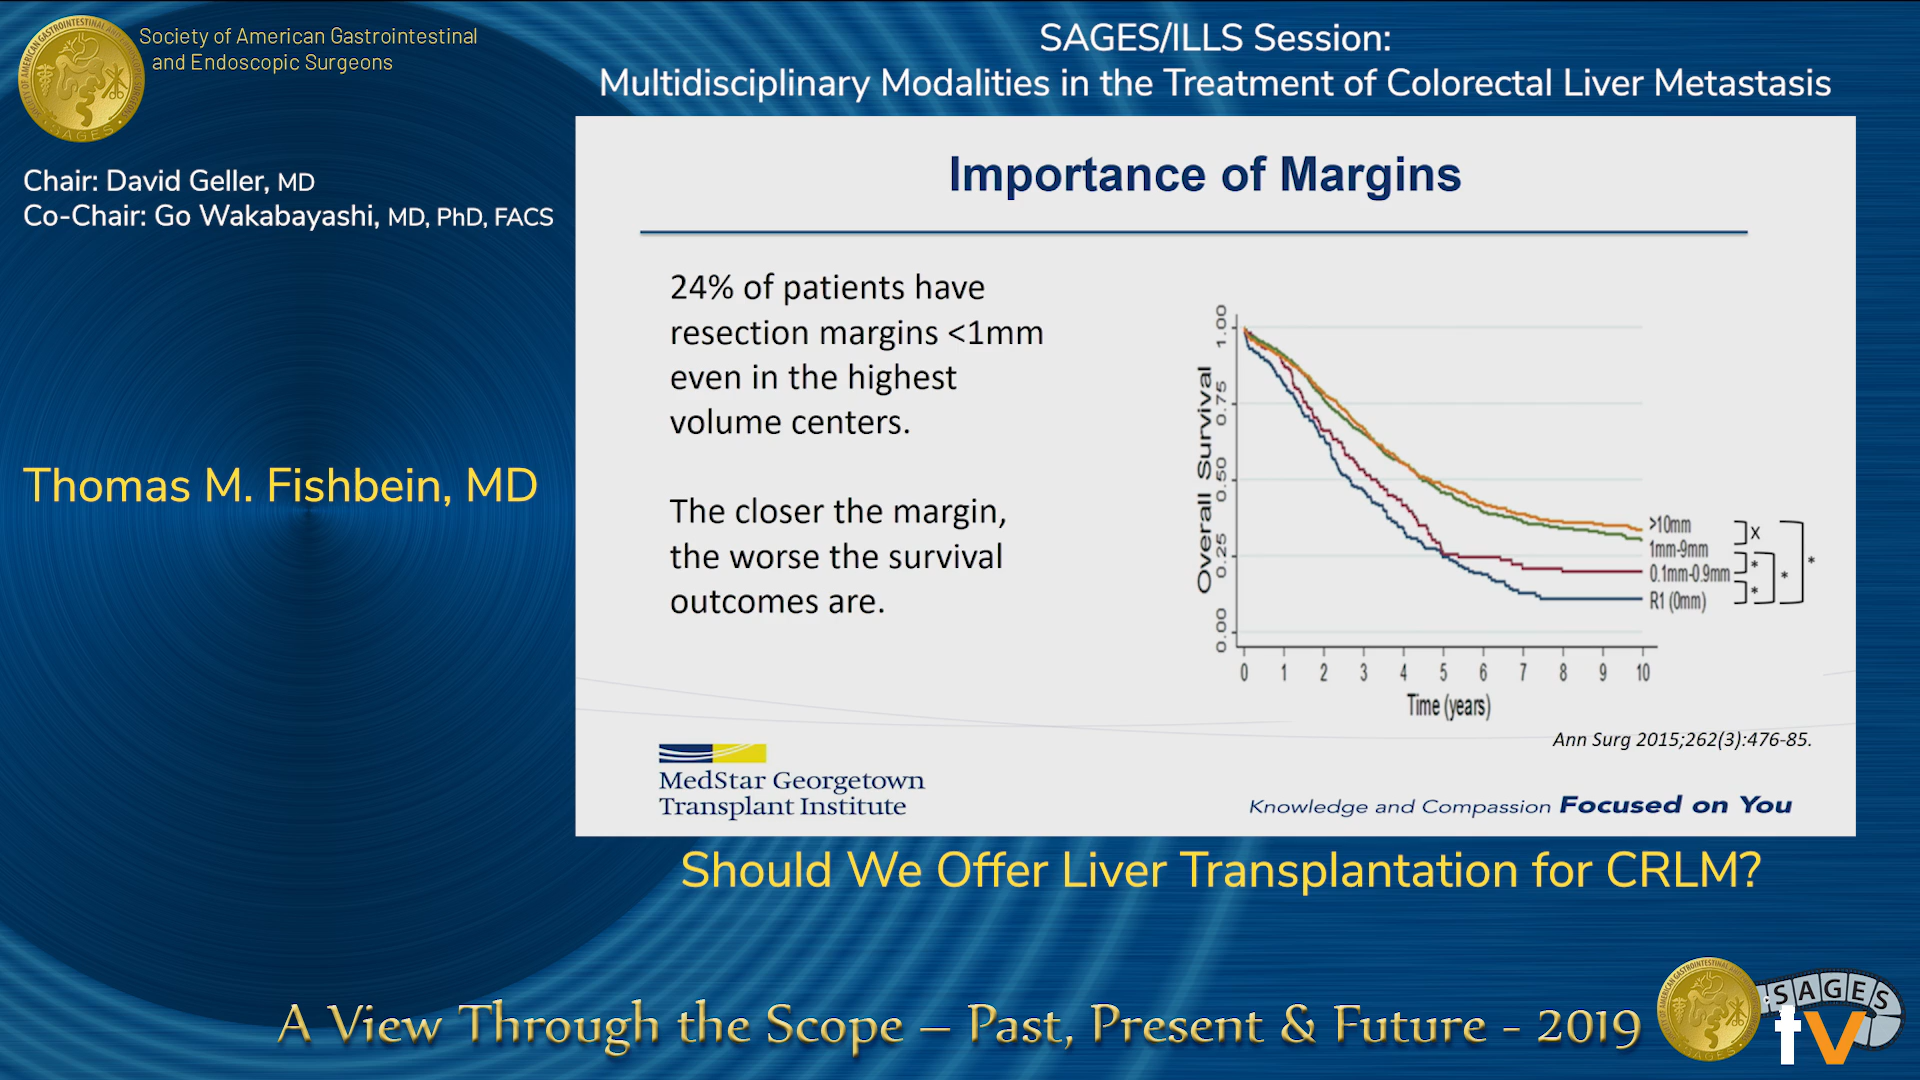 Society of American Gastrointestinal
and Endoscopic Surgeons
SAGES
SAGES/ILLS Session:
Multidisciplinary Modalities in the Treatment of Colorectal Liver Metastasis
Chair: David Geller, MD
Co-Chair: Go Wakabayashi, MD, PhD, FACS
Thomas M. Fishbein, MD
Importance of Margins
24% of patients have
resection margins <1mm
even in the highest
volume centers.
The closer the margin,
the worse the survival
outcomes are.
Overall Survival
1.00
0.75
0.50
0.25
0.00
0 1 2 3 4 5 6 7 8 9 10
Time (years)
>10mm
1mm-9mm
0.1mm-0.9mm
R1 (0mm)
X
*
*
*
*
Ann Surg 2015;262(3):476-85.
MedStar Georgetown
Transplant Institute
Knowledge and Compassion Focused on You
Should We Offer Liver Transplantation for CRLM?
A View Through the Scope – Past, Present & Future - 2019
SAGES
tv